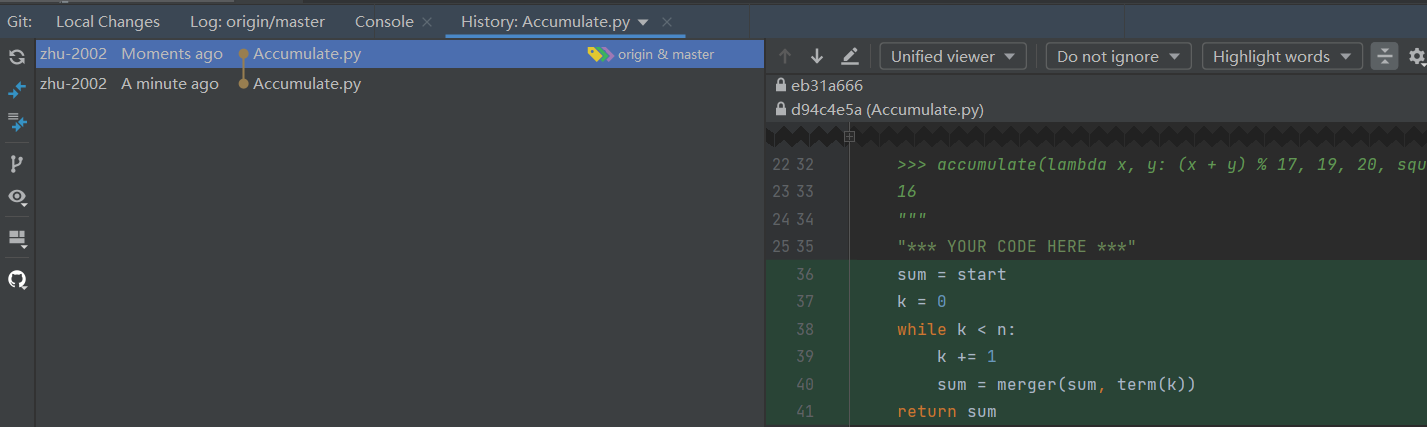 Git: Local Changes Log: origin/master Console History: Accumulate.py
zhu-2002 Moments ago Accumulate.py origin & master
zhu-2002 A minute ago Accumulate.py
Unified viewer Do not ignore Highlight words
eb31a666
d94c4e5a (Accumulate.py)
22 32 >>> accumulate(lambda x, y: (x + y) % 17, 19, 20, squ
23 33 16
24 34 """
25 35 "*** YOUR CODE HERE ***"
36 sum = start
37 k = 0
38 while k < n:
39 k += 1
40 sum = merger(sum, term(k))
41 return sum